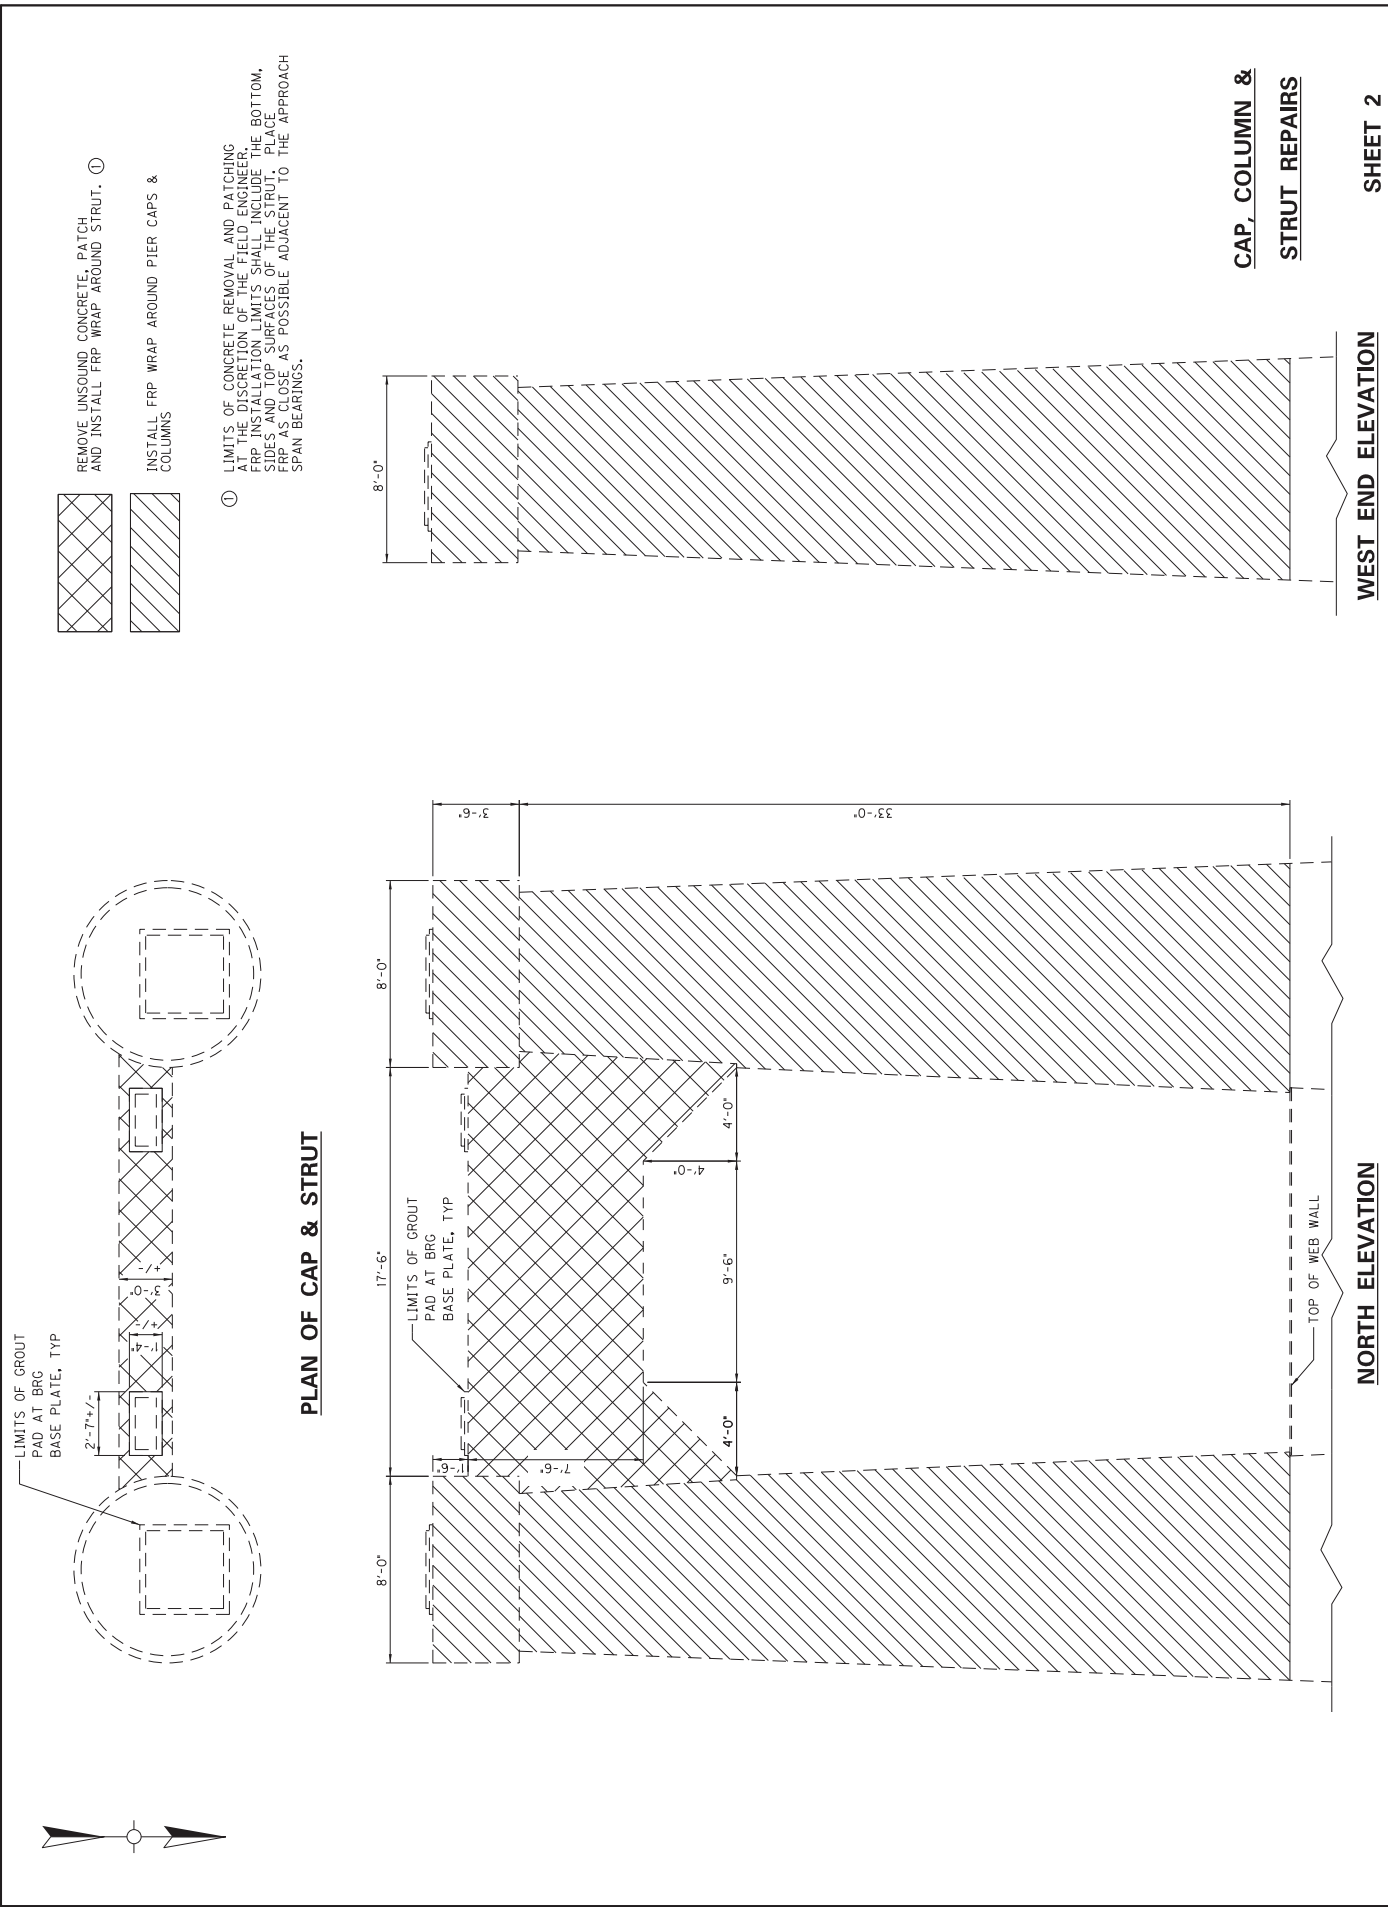 LIMITS OF GROUT
PAD AT BRG
BASE PLATE, TYP
2'-7"+/-
1'-4"
+/-
3'-0"
+/-
PLAN OF CAP & STRUT
REMOVE UNSOUND CONCRETE, PATCH
AND INSTALL FRP WRAP AROUND STRUT. ①
INSTALL FRP WRAP AROUND PIER CAPS &
COLUMNS
① LIMITS OF CONCRETE REMOVAL AND PATCHING
AT THE DISCRETION OF THE FIELD ENGINEER.
FRP INSTALLATION LIMITS SHALL INCLUDE THE BOTTOM,
SIDES AND TOP SURFACES OF THE STRUT. PLACE
FRP AS CLOSE AS POSSIBLE ADJACENT TO THE APPROACH
SPAN BEARINGS.
8'-0"
17'-6"
8'-0"
LIMITS OF GROUT
PAD AT BRG
BASE PLATE, TYP
1'-6"
7'-6"
3'-6"
33'-0"
4'-0"
4'-0"
9'-6"
4'-0"
TOP OF WEB WALL
NORTH ELEVATION
8'-0"
WEST END ELEVATION
CAP, COLUMN &
STRUT REPAIRS
SHEET 2